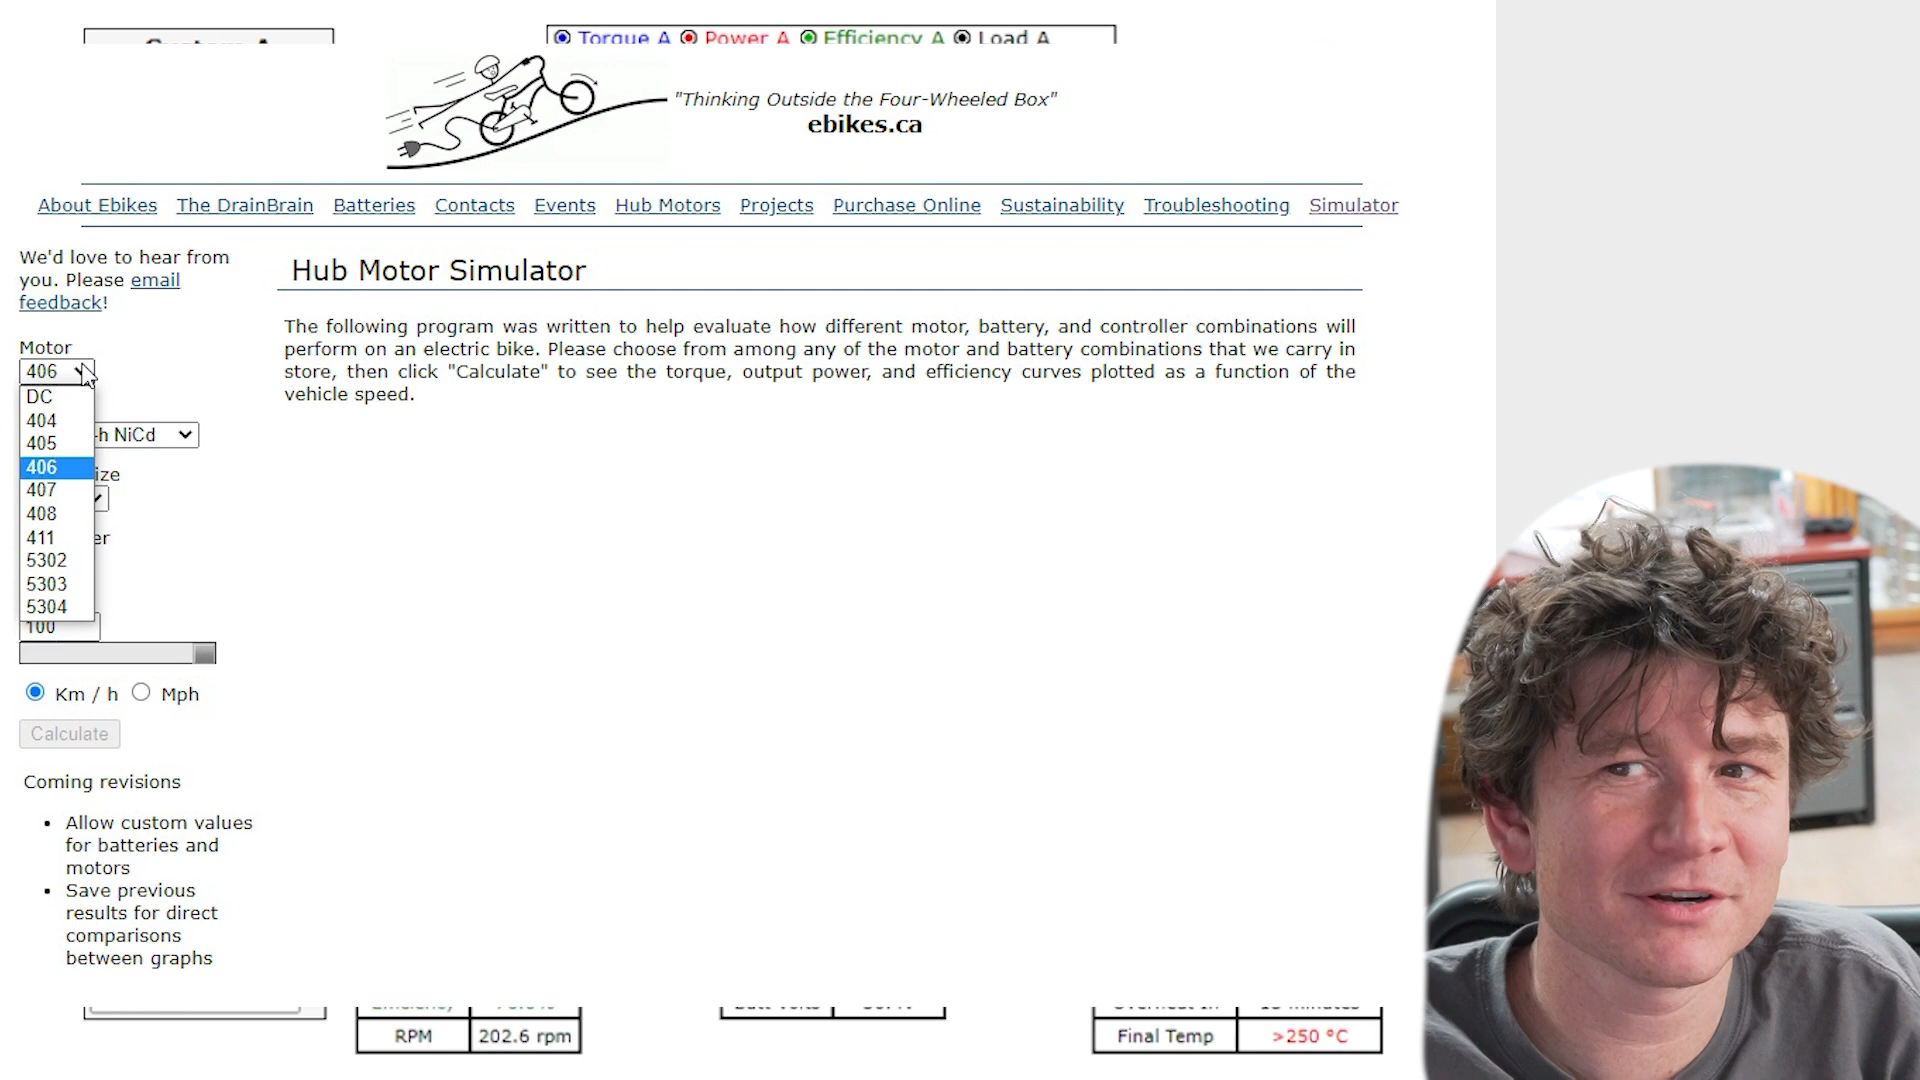 Torque A Power A Efficiency A Load A
"Thinking Outside the Four-Wheeled Box"
ebikes.ca
About Ebikes The DrainBrain Batteries Contacts Events Hub Motors Projects Purchase Online Sustainability Troubleshooting Simulator
We'd love to hear from
you. Please email
feedback!
Hub Motor Simulator
The following program was written to help evaluate how different motor, battery, and controller combinations will
perform on an electric bike. Please choose from among any of the motor and battery combinations that we carry in
store, then click "Calculate" to see the torque, output power, and efficiency curves plotted as a function of the
vehicle speed.
Motor
406
DC
404
405
-h NiCd
406
ize
407
408
411
er
5302
5303
5304
100
Km / h Mph
Calculate
Coming revisions
• Allow custom values
for batteries and
motors
• Save previous
results for direct
comparisons
between graphs
RPM 202.6 rpm
Final Temp >250 °C